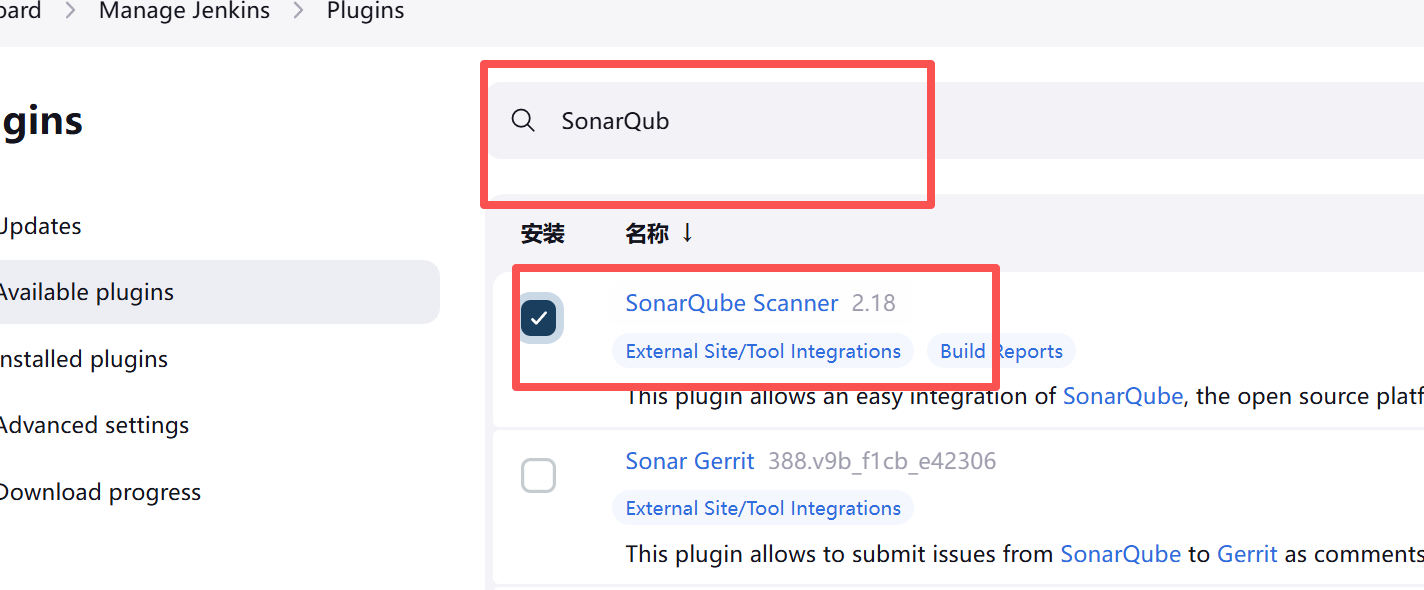 oard > Manage Jenkins > Plugins
gins
SonarQub
Updates
Available plugins
nstalled plugins
Advanced settings
Download progress
安装 名称 ↓
SonarQube Scanner 2.18
External Site/Tool Integrations Build Reports
This plugin allows an easy integration of SonarQube, the open source platf
Sonar Gerrit 388.v9b_f1cb_e42306
External Site/Tool Integrations
This plugin allows to submit issues from SonarQube to Gerrit as comments